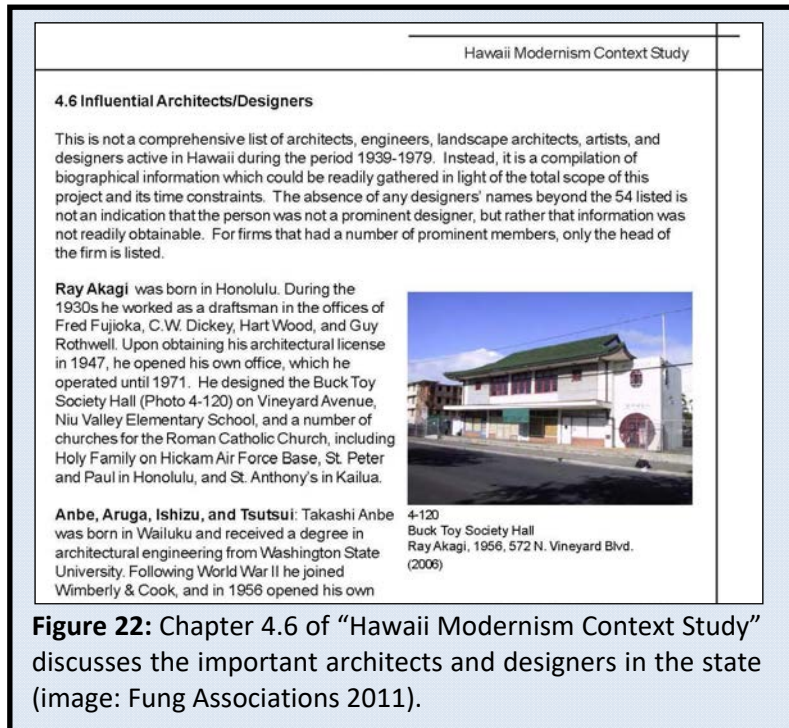 Hawaii Modernism Context Study
4.6 Influential Architects/Designers
This is not a comprehensive list of architects, engineers, landscape architects, artists, and
designers active in Hawaii during the period 1939-1979. Instead, it is a compilation of
biographical information which could be readily gathered in light of the total scope of this
project and its time constraints. The absence of any designers' names beyond the 54 listed is
not an indication that the person was not a prominent designer, but rather that information was
not readily obtainable. For firms that had a number of prominent members, only the head of
the firm is listed.
Ray Akagi was born in Honolulu. During the
1930s he worked as a draftsman in the offices of
Fred Fujioka, C.W. Dickey, Hart Wood, and Guy
Rothwell. Upon obtaining his architectural license
in 1947, he opened his own office, which he
operated until 1971. He designed the Buck Toy
Society Hall (Photo 4-120) on Vineyard Avenue,
Niu Valley Elementary School, and a number of
churches for the Roman Catholic Church, including
Holy Family on Hickam Air Force Base, St. Peter
and Paul in Honolulu, and St. Anthony's in Kailua.
Anbe, Aruga, Ishizu, and Tsutsui: Takashi Anbe
was born in Wailuku and received a degree in
architectural engineering from Washington State
University. Following World War II he joined
Wimberly & Cook, and in 1956 opened his own
4-120
Buck Toy Society Hall
Ray Akagi, 1956, 572 N. Vineyard Blvd.
(2006)
Figure 22: Chapter 4.6 of “Hawaii Modernism Context Study”
discusses the important architects and designers in the state
(image: Fung Associations 2011).